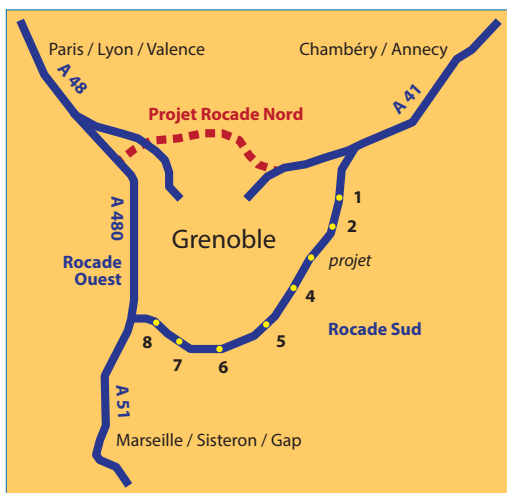 Paris / Lyon / Valence
Chambéry / Annecy
A 48
A 41
Projet Rocade Nord
1
2
A 480
Grenoble
projet
Rocade
Ouest
4
Rocade Sud
5
8
7
6
A 51
Marseille / Sisteron / Gap